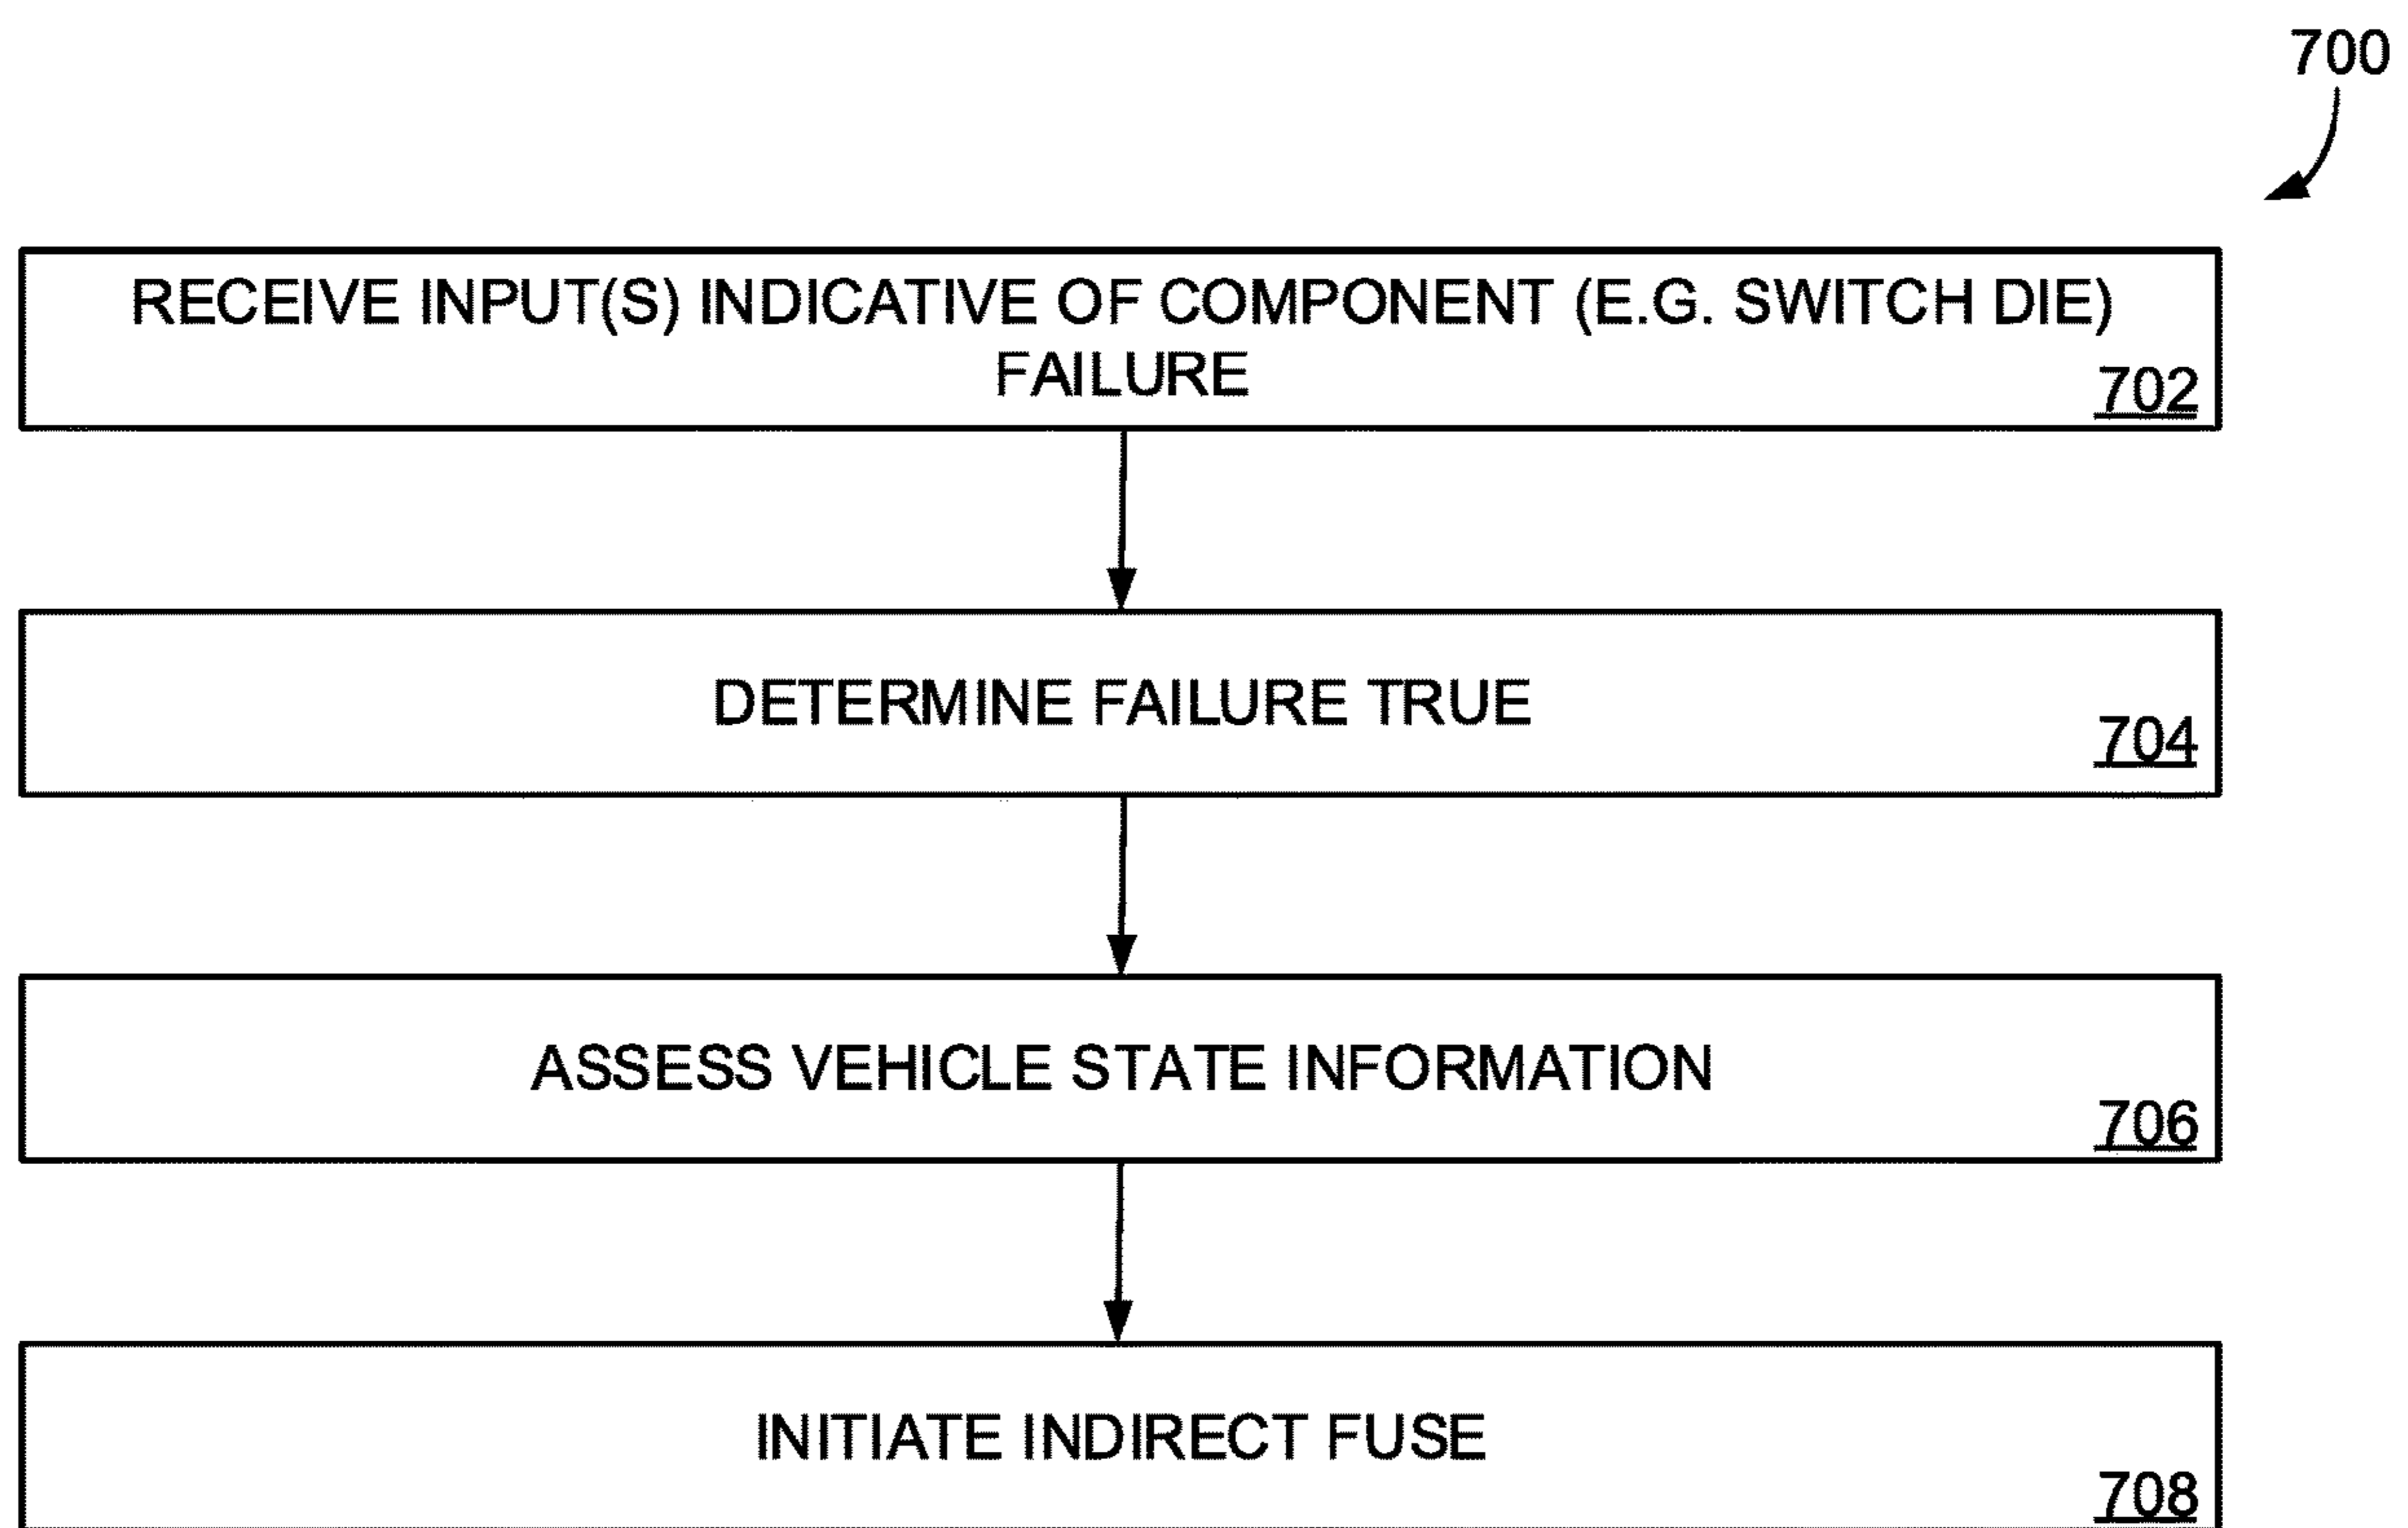 700
RECEIVE INPUT(S) INDICATIVE OF COMPONENT (E.G. SWITCH DIE)
FAILURE
702
DETERMINE FAILURE TRUE
704
ASSESS VEHICLE STATE INFORMATION
706
INITIATE INDIRECT FUSE
708